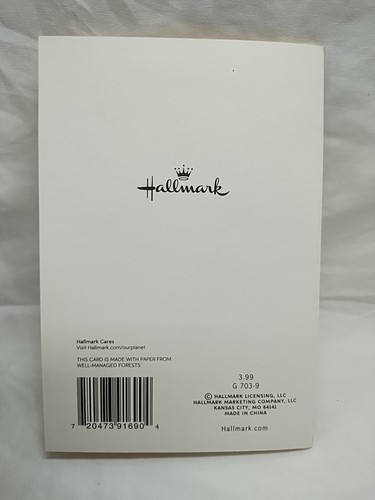 Hallmark
Hallmark Cares
Visit Hallmark.com/ourplanet
THIS CARD IS MADE WITH PAPER FROM
WELL-MANAGED FORESTS
7 20473 91690 4
3.99
G 703-9
© HALLMARK LICENSING, LLC
HALLMARK MARKETING COMPANY, LLC
KANSAS CITY, MO 64141
MADE IN CHINA
Hallmark.com